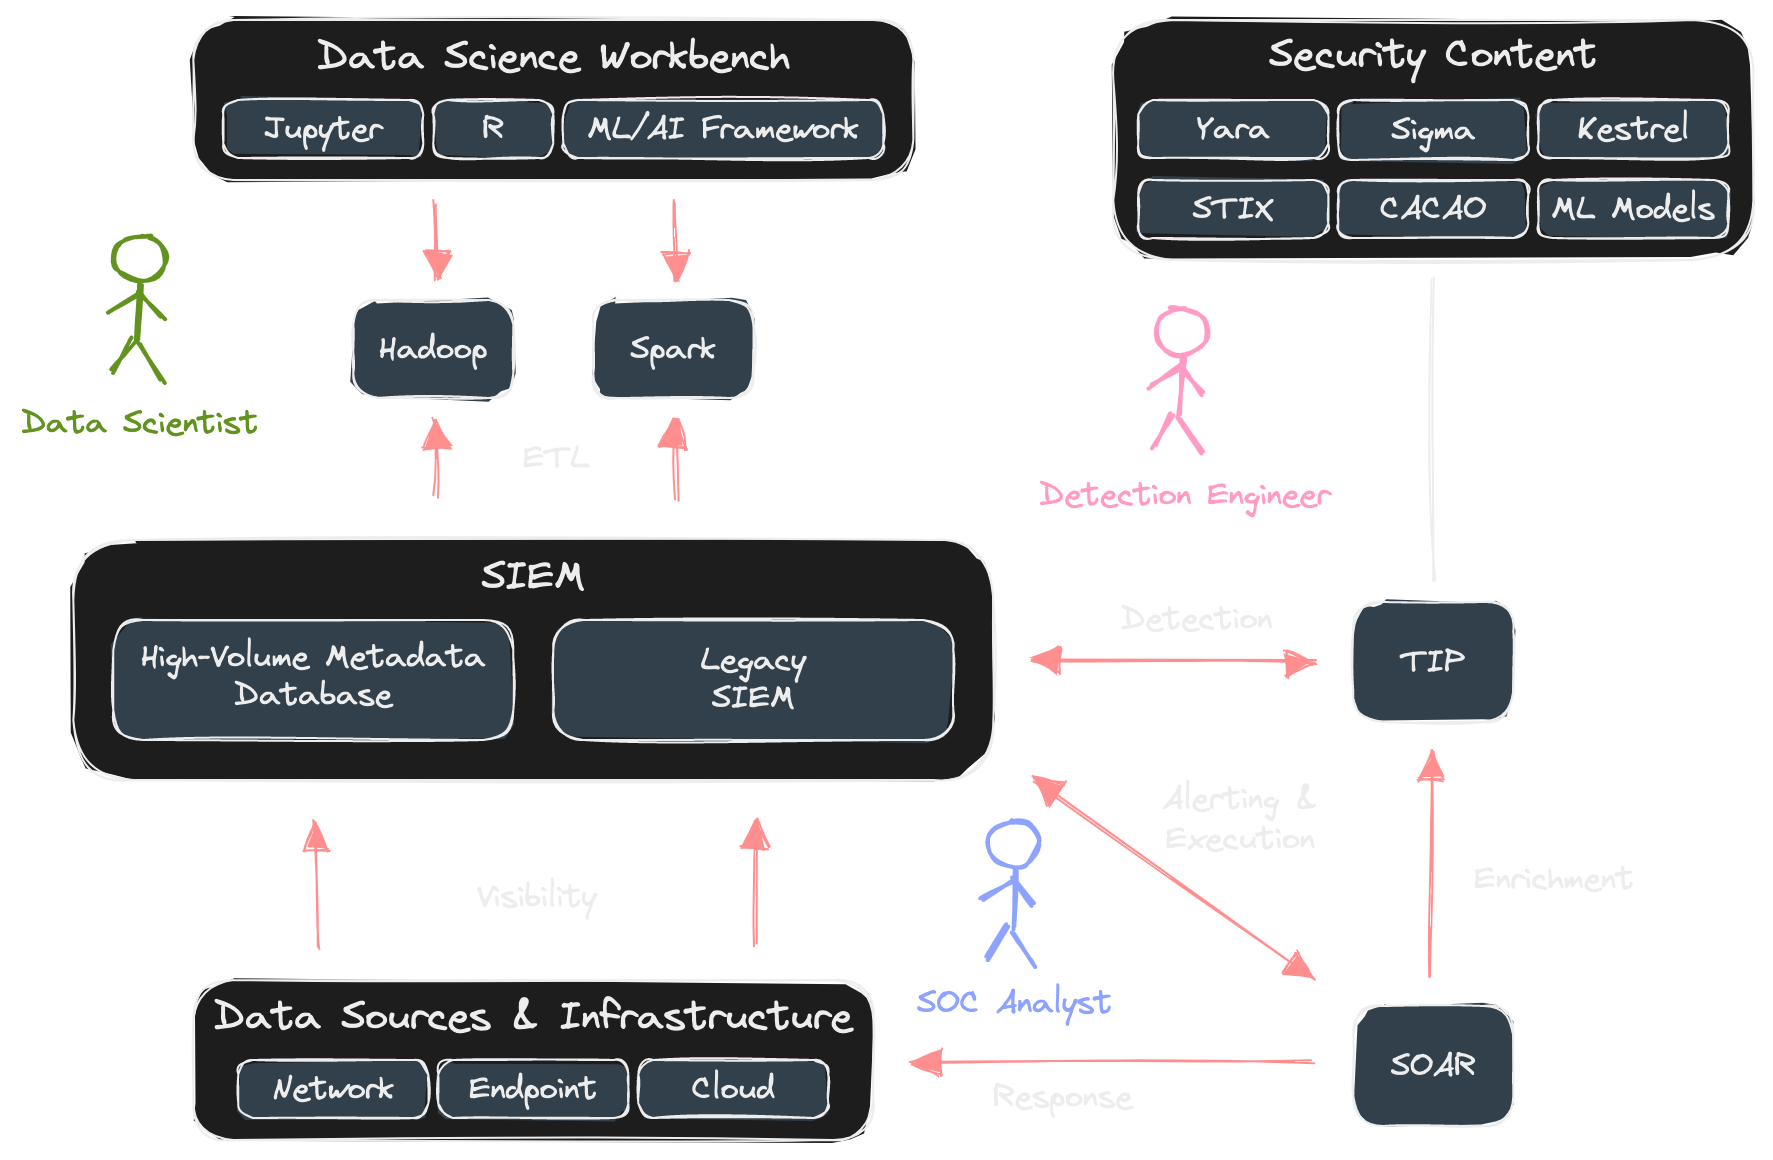 Data Science Workbench
Jupyter
R
ML/AI Framework
Security Content
Yara
Sigma
Kestrel
STIX
CACAO
ML Models
Hadoop
Spark
Data Scientist
ETL
Detection Engineer
SIEM
High-Volume Metadata
Database
Legacy
SIEM
Detection
TIP
Alerting &
Execution
Enrichment
Visibility
SOC Analyst
Data Sources & Infrastructure
Network
Endpoint
Cloud
Response
SOAR